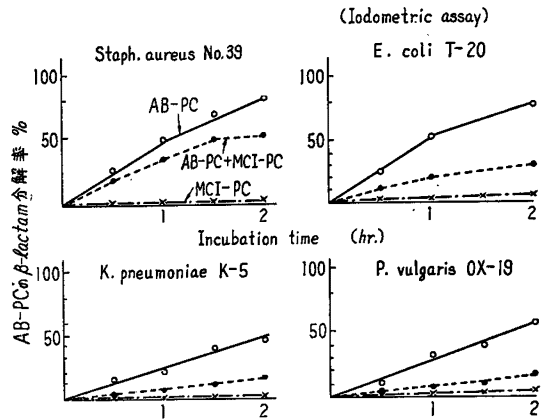 (Iodometric assay)
Staph. aureus No.39
E. coli T-20
100
50
AB-PC
AB-PC+MCI-PC
MCI-PC
1
2
100
50
1
2
AB-PCのβ-lactam分解率 %
Incubation time (hr.)
K. pneumoniae K-5
P. vulgaris OX-19
100
50
1
2
100
50
1
2